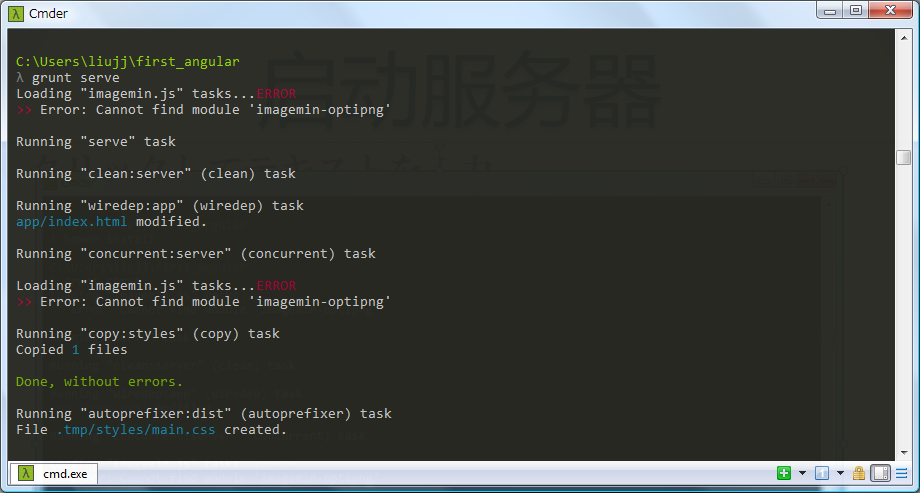 Cmder
启动服务器
C:\Users\liujj\first_angular
λ grunt serve
Loading "imagemin.js" tasks...ERROR
>> Error: Cannot find module 'imagemin-optipng'
Running "serve" task
Running "clean:server" (clean) task
Running "wiredep:app" (wiredep) task
app/index.html modified.
Running "concurrent:server" (concurrent) task
Loading "imagemin.js" tasks...ERROR
>> Error: Cannot find module 'imagemin-optipng'
Running "copy:styles" (copy) task
Copied 1 files
Done, without errors.
Running "autoprefixer:dist" (autoprefixer) task
File .tmp/styles/main.css created.
cmd.exe